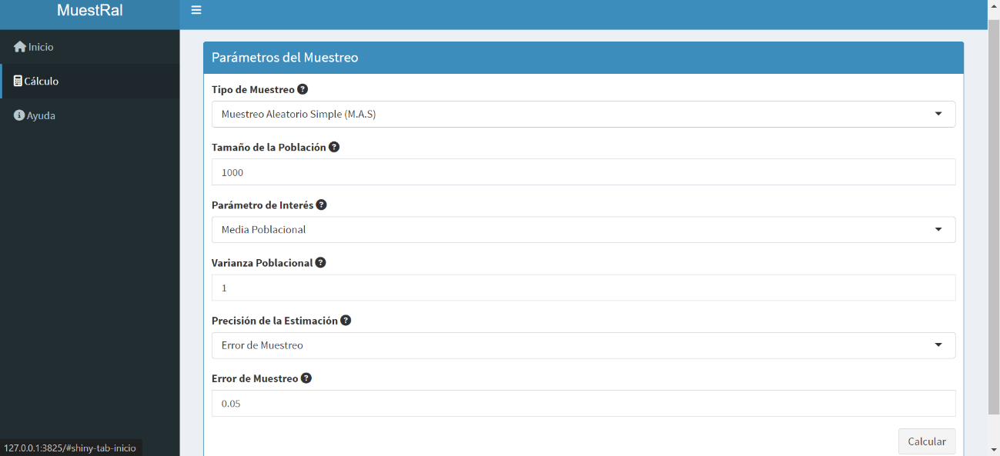 MuestRal
Inicio
Cálculo
Ayuda
Parámetros del Muestreo
Tipo de Muestreo ?
Muestreo Aleatorio Simple (M.A.S)
Tamaño de la Población ?
1000
Parámetro de Interés ?
Media Poblacional
Varianza Poblacional ?
1
Precisión de la Estimación ?
Error de Muestreo
Error de Muestreo ?
0.05
Calcular
127.0.0.1:3825/#shiny-tab-inicio